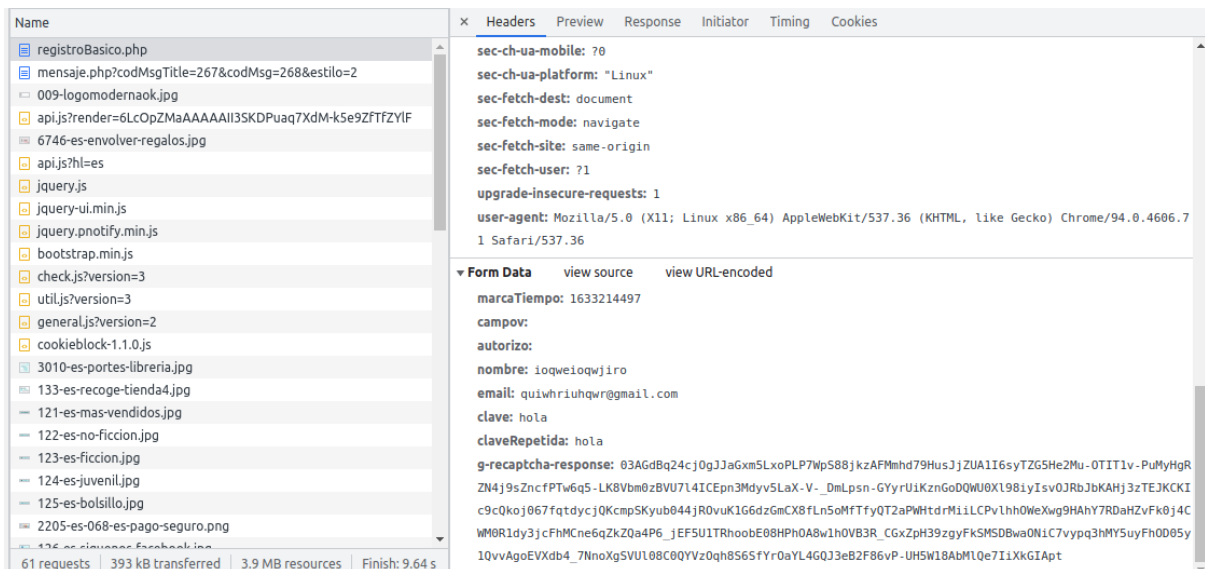 Name
registroBasico.php
mensaje.php?codMsgTitle=267&codMsg=268&estilo=2
009-logomodernaok.jpg
api.js?render=6LcOpZMaAAAAAII3SKDPuaq7XdM-k5e9ZfTfZYlF
6746-es-envolver-regalos.jpg
api.js?hl=es
jquery.js
jquery-ui.min.js
jquery.pnotify.min.js
bootstrap.min.js
check.js?version=3
util.js?version=3
general.js?version=2
cookieblock-1.1.0.js
3010-es-portes-libreria.jpg
133-es-recoge-tienda4.jpg
121-es-mas-vendidos.jpg
122-es-no-ficcion.jpg
123-es-ficcion.jpg
124-es-juvenil.jpg
125-es-bolsillo.jpg
2205-es-068-es-pago-seguro.png
126-es-siguenos-facebook.jpg
61 requests 393 kB transferred 3.9 MB resources Finish: 9.64 s
× Headers Preview Response Initiator Timing Cookies
sec-ch-ua-mobile: ?0
sec-ch-ua-platform: "Linux"
sec-fetch-dest: document
sec-fetch-mode: navigate
sec-fetch-site: same-origin
sec-fetch-user: ?1
upgrade-insecure-requests: 1
user-agent: Mozilla/5.0 (X11; Linux x86_64) AppleWebKit/537.36 (KHTML, like Gecko) Chrome/94.0.4606.7
1 Safari/537.36
Form Data view source view URL-encoded
marcaTiempo: 1633214497
campov:
autorizo:
nombre: ioqweioqwjiro
email: quiwhriuhqwr@gmail.com
clave: hola
claveRepetida: hola
g-recaptcha-response: 03AGdBq24cjOgJJaGxm5LxoPLP7WpS88jkzAFMmhd79HusJjZUA1I6syTZG5He2Mu-OTIT1v-PuMyHgR
ZN4j9sZncfPTw6q5-LK8Vbm0zBVU7l4ICEpn3Mdyv5LaX-V-_DmLpsn-GYyrUiKznGoDQWU0Xl98iyIsvOJRbJbKAHj3zTEJKCKI
c9cQkoj067fqtdycjQKcmpSKyub044jROvuK1G6dzGmCX8fLn5oMfTfyQT2aPWHtdrMiiLCPvlhhOWeXwg9HAhY7RDaHZvFk0j4C
WM0R1dy3jcFhMCne6qZkZQa4P6_jEF5U1TRhoobE08HPhOA8w1hOVB3R_CGxZpH39zgyFkSMSDBwaONiC7vypq3hMY5uyFhOD05y
1QvvAgoEVXdb4_7NnoXgSVUl08C0QYVzOqh8S6SfYrOaYL4GQJ3eB2F86vP-UH5W18AbMlQe7IiXkGIApt